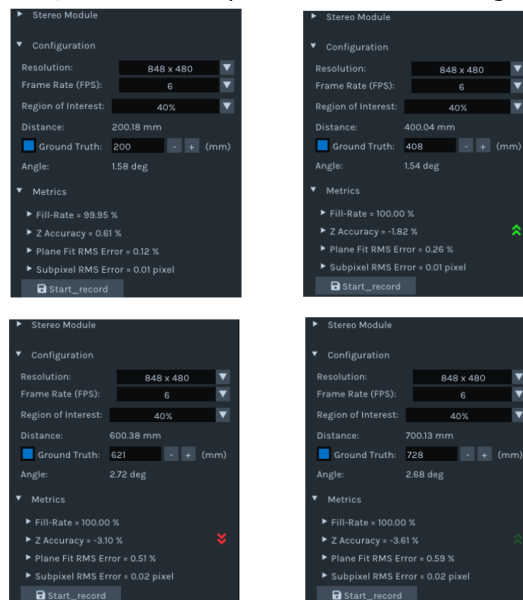 Stereo Module
Configuration
Resolution: 848 x 480
Frame Rate (FPS): 6
Region of Interest: 40%
Distance: 200.18 mm
Ground Truth: 200 - + (mm)
Angle: 1.58 deg
Metrics
Fill-Rate = 99.95 %
Z Accuracy = 0.61 %
Plane Fit RMS Error = 0.12 %
Subpixel RMS Error = 0.01 pixel
Start_record
Stereo Module
Configuration
Resolution: 848 x 480
Frame Rate (FPS): 6
Region of Interest: 40%
Distance: 400.04 mm
Ground Truth: 408 - + (mm)
Angle: 1.54 deg
Metrics
Fill-Rate = 100.00 %
Z Accuracy = -1.82 %
Plane Fit RMS Error = 0.26 %
Subpixel RMS Error = 0.01 pixel
Start_record
Stereo Module
Configuration
Resolution: 848 x 480
Frame Rate (FPS): 6
Region of Interest: 40%
Distance: 600.38 mm
Ground Truth: 621 - + (mm)
Angle: 2.72 deg
Metrics
Fill-Rate = 100.00 %
Z Accuracy = -3.10 %
Plane Fit RMS Error = 0.51 %
Subpixel RMS Error = 0.02 pixel
Start_record
Stereo Module
Configuration
Resolution: 848 x 480
Frame Rate (FPS): 6
Region of Interest: 40%
Distance: 700.13 mm
Ground Truth: 728 - + (mm)
Angle: 2.68 deg
Metrics
Fill-Rate = 100.00 %
Z Accuracy = -3.61 %
Plane Fit RMS Error = 0.59 %
Subpixel RMS Error = 0.02 pixel
Start_record